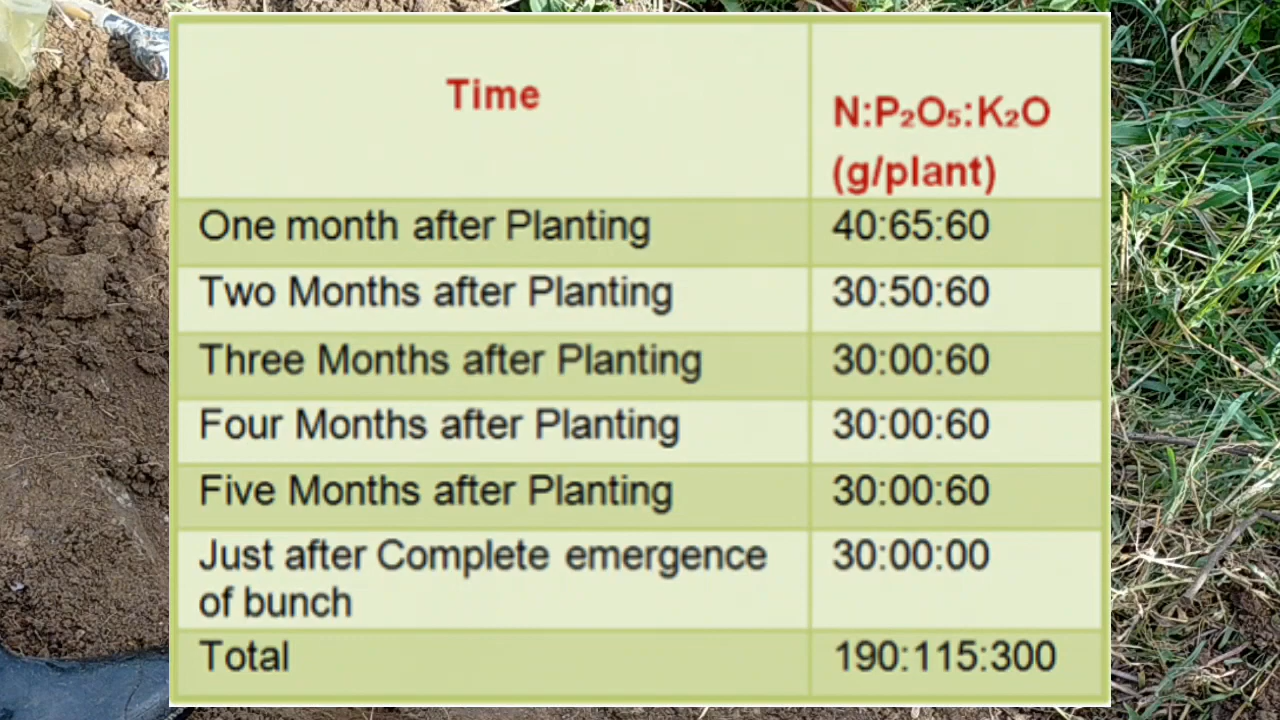 Time
N:P₂O₅:K₂O
(g/plant)
One month after Planting
40:65:60
Two Months after Planting
30:50:60
Three Months after Planting
30:00:60
Four Months after Planting
30:00:60
Five Months after Planting
30:00:60
Just after Complete emergence
of bunch
30:00:00
Total
190:115:300